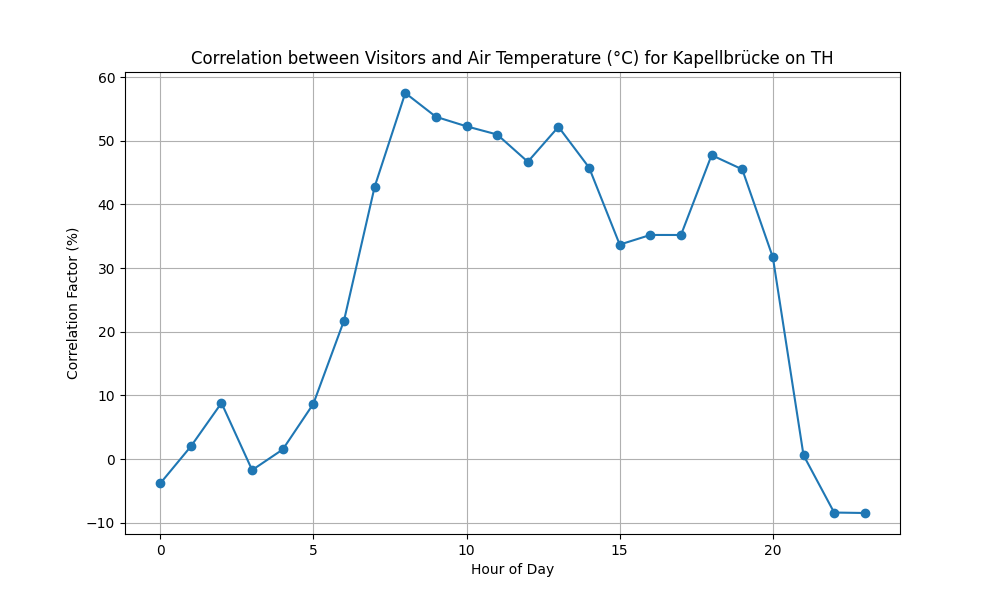 Correlation between Visitors and Air Temperature (°C) for Kapellbrücke on TH
Correlation Factor (%)
60
50
40
30
20
10
0
−10
0 5 10 15 20
Hour of Day